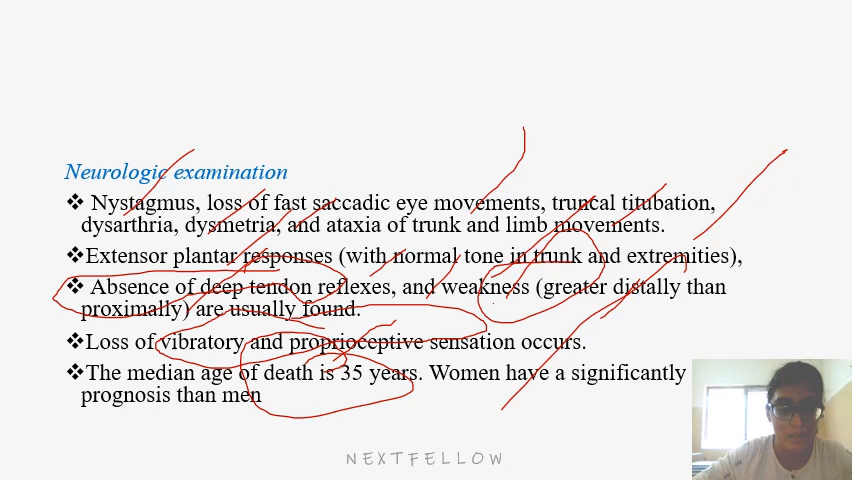 Neurologic examination
❖ Nystagmus, loss of fast saccadic eye movements, truncal titubation,
dysarthria, dysmetria, and ataxia of trunk and limb movements.
❖Extensor plantar responses (with normal tone in trunk and extremities),
❖ Absence of deep tendon reflexes, and weakness (greater distally than
proximally) are usually found.
❖Loss of vibratory and proprioceptive sensation occurs.
❖The median age of death is 35 years. Women have a significantly
prognosis than men
NEXTFELLOW